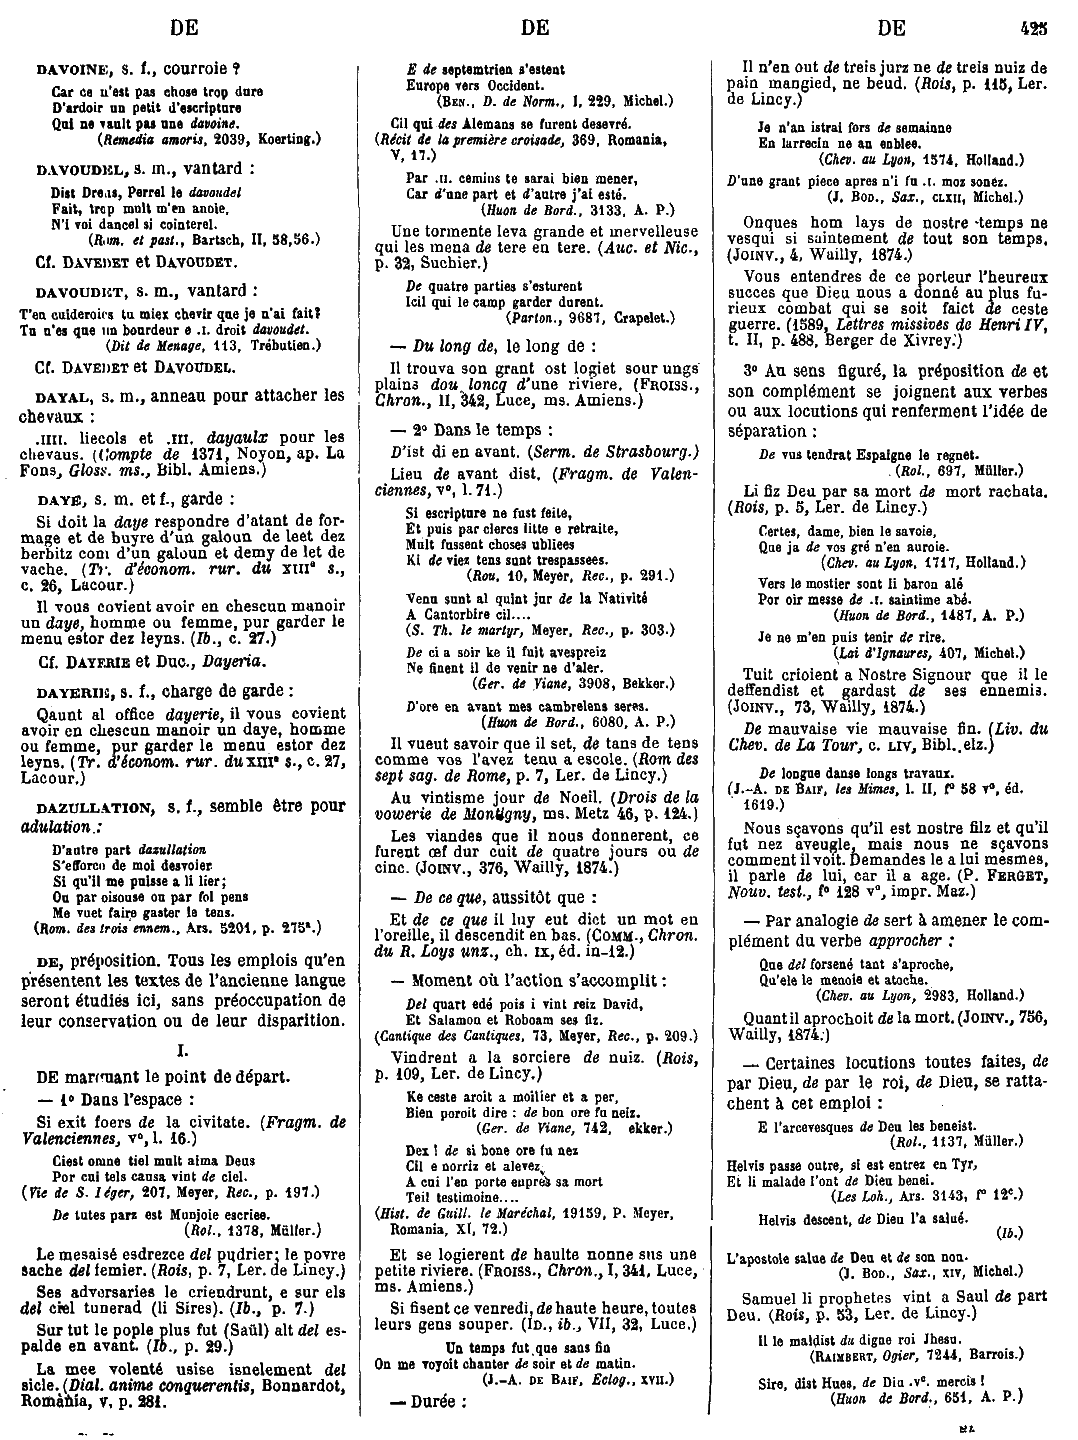 DE
DE
DE
425
DAVOINE, s. f., courroie ?
Car ce n'est pas chose trop dure
D'ardoir un petit d'escripture
Qui ne vault pas une davoine.
(Remedia amoris, 2039, Koerting.)
DAVOUDEL, s. m., vantard :
Dist Dreus, Perrel le davoudel
Fait, trop mult m'en anoie,
N'i voi dancel si cointerel.
(Rom. et past., Bartsch, II, 58,56.)
Cf. DAVEDET et DAVOUDET.
DAVOUDET, s. m., vantard :
T'en cuideroies tu miex chevir que je n'ai fait?
Tu n'es que un bourdeur e .I. droit davoudet.
(Dit de Menage, 113, Trébutien.)
Cf. DAVEDET et DAVOUDEL.
DAYAL, s. m., anneau pour attacher les
chevaux :
.IIII. liecols et .III. dayaulx pour les
chevaus. (Compte de 1371, Noyon, ap. La
Fons, Gloss. ms., Bibl. Amiens.)
DAYE, s. m. et f., garde :
Si doit la daye respondre d'atant de for-
mage et de buyre d'un galoun de leet dez
berbitz com d'un galoun et demy de let de
vache. (Tr. d'économ. rur. du XIIIe s.,
c. 26, Lacour.)
Il vous covient avoir en chescun manoir
un daye, homme ou femme, pur garder le
menu estor dez leyns. (Ib., c. 27.)
Cf. DAYERIE et Duc., Dayeria.
DAYERIE, s. f., charge de garde :
Qaunt al office dayerie, il vous covient
avoir en chescun manoir un daye, homme
ou femme, pur garder le menu estor dez
leyns. (Tr. d'économ. rur. du XIIIe s., c. 27,
Lacour.)
DAZULLATION, s. f., semble être pour
adulation :
D'autre part dazullation
S'efforce de moi desvoier
Si qu'il me puisse a li lier;
Ou par oisouse ou par fol pens
Me vuet faire gaster le tens.
(Rom. des trois ennem., Ars. 5201, p. 275a.)
DE, préposition. Tous les emplois qu'en
présentent les textes de l'ancienne langue
seront étudiés ici, sans préoccupation de
leur conservation ou de leur disparition.
I.
DE marquant le point de départ.
— 1° Dans l'espace :
Si exit foers de la civitate. (Fragm. de
Valenciennes, v°, l. 16.)
Ciest omne tiel mult aima Deus
Por cui tels causa vint de ciel.
(Vie de S. Léger, 207, Meyer, Rec., p. 197.)
De tutes parz est Munjoie escriee.
(Rol., 1378, Müller.)
Le mesaisé esdrezce del pudrier; le povre
sache del femier. (Rois, p. 7, Ler. de Lincy.)
Ses adversaries le criendrunt, e sur els
del ciel tunerad (li Sires). (Ib., p. 7.)
Sur tut le pople plus fut (Saül) alt del es-
palde en avant. (Ib., p. 29.)
La mee volenté usise isnelement del
sicle. (Dial. anime conquerentis, Bonnardot,
Romania, V, p. 281.
E de septemtrien s'estent
Europe vers Occident.
(BEN., D. de Norm., I, 229, Michel.)
Cil qui des Alemans se furent desevré.
(Récit de la première croisade, 369, Romania,
V, 17.)
Par .II. cemins te sarai bien mener,
Car d'une part et d'autre j'ai esté.
(Huon de Bord., 3133, A. P.)
Une tormente leva grande et mervelleuse
qui les mena de tere en tere. (Auc. et Nic.,
p. 32, Suchier.)
De quatre parties s'esturent
Icil qui le camp garder durent.
(Parton., 9687, Crapelet.)
— Du long de, le long de :
Il trouva son grant ost logiet sour ungs
plains dou loncq d'une riviere. (FROISS.,
Chron., II, 342, Luce, ms. Amiens.)
— 2° Dans le temps :
D'ist di en avant. (Serm. de Strasbourg.)
Lieu de avant dist. (Fragm. de Valen-
ciennes, v°, l. 71.)
Si escripture ne fust feite,
Et puis par clercs litte e retraite,
Mult fussent choses ubliees
Ki de viez tens sunt trespassees.
(Rou, 10, Meyer, Rec., p. 291.)
Venu sunt al quint jur de la Nativité
A Cantorbire cil....
(S. Th. le martyr, Meyer, Rec., p. 303.)
De ci a soir ke il fuit avespreiz
Ne finent il de venir ne d'aler.
(Ger. de Viane, 3908, Bekker.)
D'ore en avant mes cambrelens seres.
(Huon de Bord., 6080, A. P.)
Il vueut savoir que il set, de tans de tens
comme vos l'avez tenu a escole. (Rom des
sept sag. de Rome, p. 7, Ler. de Lincy.)
Au vintisme jour de Noeil. (Drois de la
vowerie de Montigny, ms. Metz 46, p. 124.)
Les viandes que il nous donnerent, ce
furent œf dur cuit de quatre jours ou de
cinc. (JOINV., 376, Wailly, 1874.)
— De ce que, aussitôt que :
Et de ce que il luy eut dict un mot en
l'oreille, il descendit en bas. (COMM., Chron.
du R. Loys unz., ch. IX, éd. in-12.)
— Moment où l'action s'accomplit :
Del quart edé pois i vint reiz David,
Et Salamon et Roboam ses fiz.
(Cantique des Cantiques, 73, Meyer, Rec., p. 209.)
Vindrent a la sorciere de nuiz. (Rois,
p. 109, Ler. de Lincy.)
Ke ceste aroit a moilier et a per,
Bien poroit dire : de bon ore fu neiz.
(Ger. de Viane, 742, ekker.)
Dex ! de si bone ore fu nez
Cil e norriz et alevez,
A cui l'en porte enprés sa mort
Teil testimoine....
(Hist. de Guill. le Maréchal, 19159, P. Meyer,
Romania, XI, 72.)
Et se logierent de haulte nonne sus une
petite riviere. (FROISS., Chron., I, 341, Luce,
ms. Amiens.)
Si fisent ce venredi, de haute heure, toutes
leurs gens souper. (ID., ib., VII, 32, Luce.)
Un temps fut que sans fin
On me voyoit chanter de soir et de matin.
(J.-A. DE BAIF, Eclog., XVII.)
— Durée :
Il n'en out de treis jurz ne de treis nuiz de
pain mangied, ne beud. (Rois, p. 115, Ler.
de Lincy.)
Je n'an istrai fors de semainne
En larrecin ne an enblee.
(Chev. au Lyon, 1574, Holland.)
D'une grant piece apres n'i fu .I. moz sonez.
(J. BOD., Sax., CLXII, Michel.)
Onques hom lays de nostre temps ne
vesqui si saintement de tout son temps.
(JOINV., 4, Wailly, 1874.)
Vous entendres de ce porteur l'heureux
succes que Dieu nous a donné au plus fu-
rieux combat qui se soit faict de ceste
guerre. (1589, Lettres missives de Henri IV,
t. II, p. 488, Berger de Xivrey.)
3° Au sens figuré, la préposition de et
son complément se joignent aux verbes
ou aux locutions qui renferment l'idée de
séparation :
De vus tendrat Espaigne le regnet.
(Rol., 697, Müller.)
Li fiz Deu par sa mort de mort rachata.
(Rois, p. 5, Ler. de Lincy.)
Certes, dame, bien le savoie,
Que ja de vos gré n'en auroie.
(Chev. au Lyon, 1717, Holland.)
Vers le mostier sont li baron alé
Por oir messe de .I. saintime abé.
(Huon de Bord., 1487, A. P.)
Je ne m'en puis tenir de rire.
(Lai d'Ignaures, 407, Michel.)
Tuit crioient a Nostre Signour que il le
deffendist et gardast de ses ennemis.
(JOINV., 73, Wailly, 1874.)
De mauvaise vie mauvaise fin. (Liv. du
Chev. de La Tour, c. LIV, Bibl. elz.)
De longue danse longs travaux.
(J.-A. DE BAIF, les Mimes, l. II, f° 58 v°, éd.
1619.)
Nous sçavons qu'il est nostre filz et qu'il
fut nez aveugle, mais nous ne sçavons
comment il voit. Demandes le a lui mesmes,
il parle de lui, car il a age. (P. FERGET,
Nouv. test., f° 128 v°, impr. Maz.)
— Par analogie de sert à amener le com-
plément du verbe approcher :
Que del forsené tant s'aproche,
Qu'ele le menoie et atoche.
(Chev. au Lyon, 2983, Holland.)
Quant il aprochoit de la mort. (JOINV., 756,
Wailly, 1874.)
— Certaines locutions toutes faites, de
par Dieu, de par le roi, de Dieu, se ratta-
chent à cet emploi :
E l'arcevesques de Deu les beneist.
(Rol., 1137, Müller.)
Helvis passe outre, si est entrez en Tyr,
Et li malade l'ont de Dieu benei.
(Les Loh., Ars. 3143, f° 12c.)
Helvis descent, de Dieu l'a salué.
(Ib.)
L'apostole salue de Deu et de son non.
(J. BOD., Sax., XIV, Michel.)
Samuel li prophetes vint a Saul de part
Deu. (Rois, p. 53, Ler. de Lincy.)
Il le maldist du digne roi Jhesu.
(RAIMBERT, Ogier, 7244, Barrois.)
Sire, dist Hues, de Diu .vc. mercis !
(Huon de Bord., 651, A. P.)